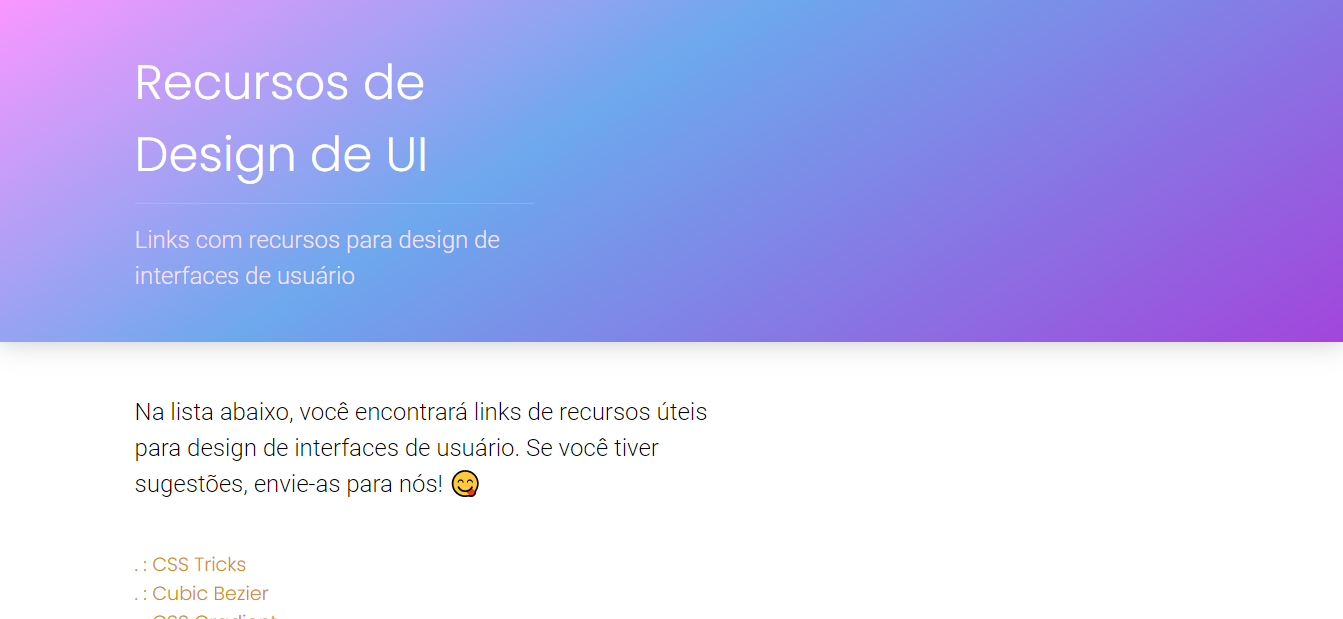 Recursos de
Design de UI
Links com recursos para design de
interfaces de usuário
Na lista abaixo, você encontrará links de recursos úteis
para design de interfaces de usuário. Se você tiver
sugestões, envie-as para nós! 😋
. : CSS Tricks
. : Cubic Bezier
. : CSS Gradient